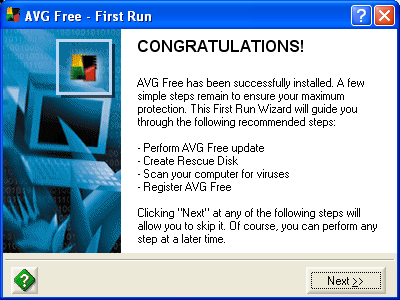 AVG Free - First Run
CONGRATULATIONS!
AVG Free has been successfully installed. A few
simple steps remain to ensure your maximum
protection. This First Run Wizard will guide you
through the following recommended steps:
- Perform AVG Free update
- Create Rescue Disk
- Scan your computer for viruses
- Register AVG Free
Clicking "Next" at any of the following steps will
allow you to skip it. Of course, you can perform any
step at a later time.
Next >>